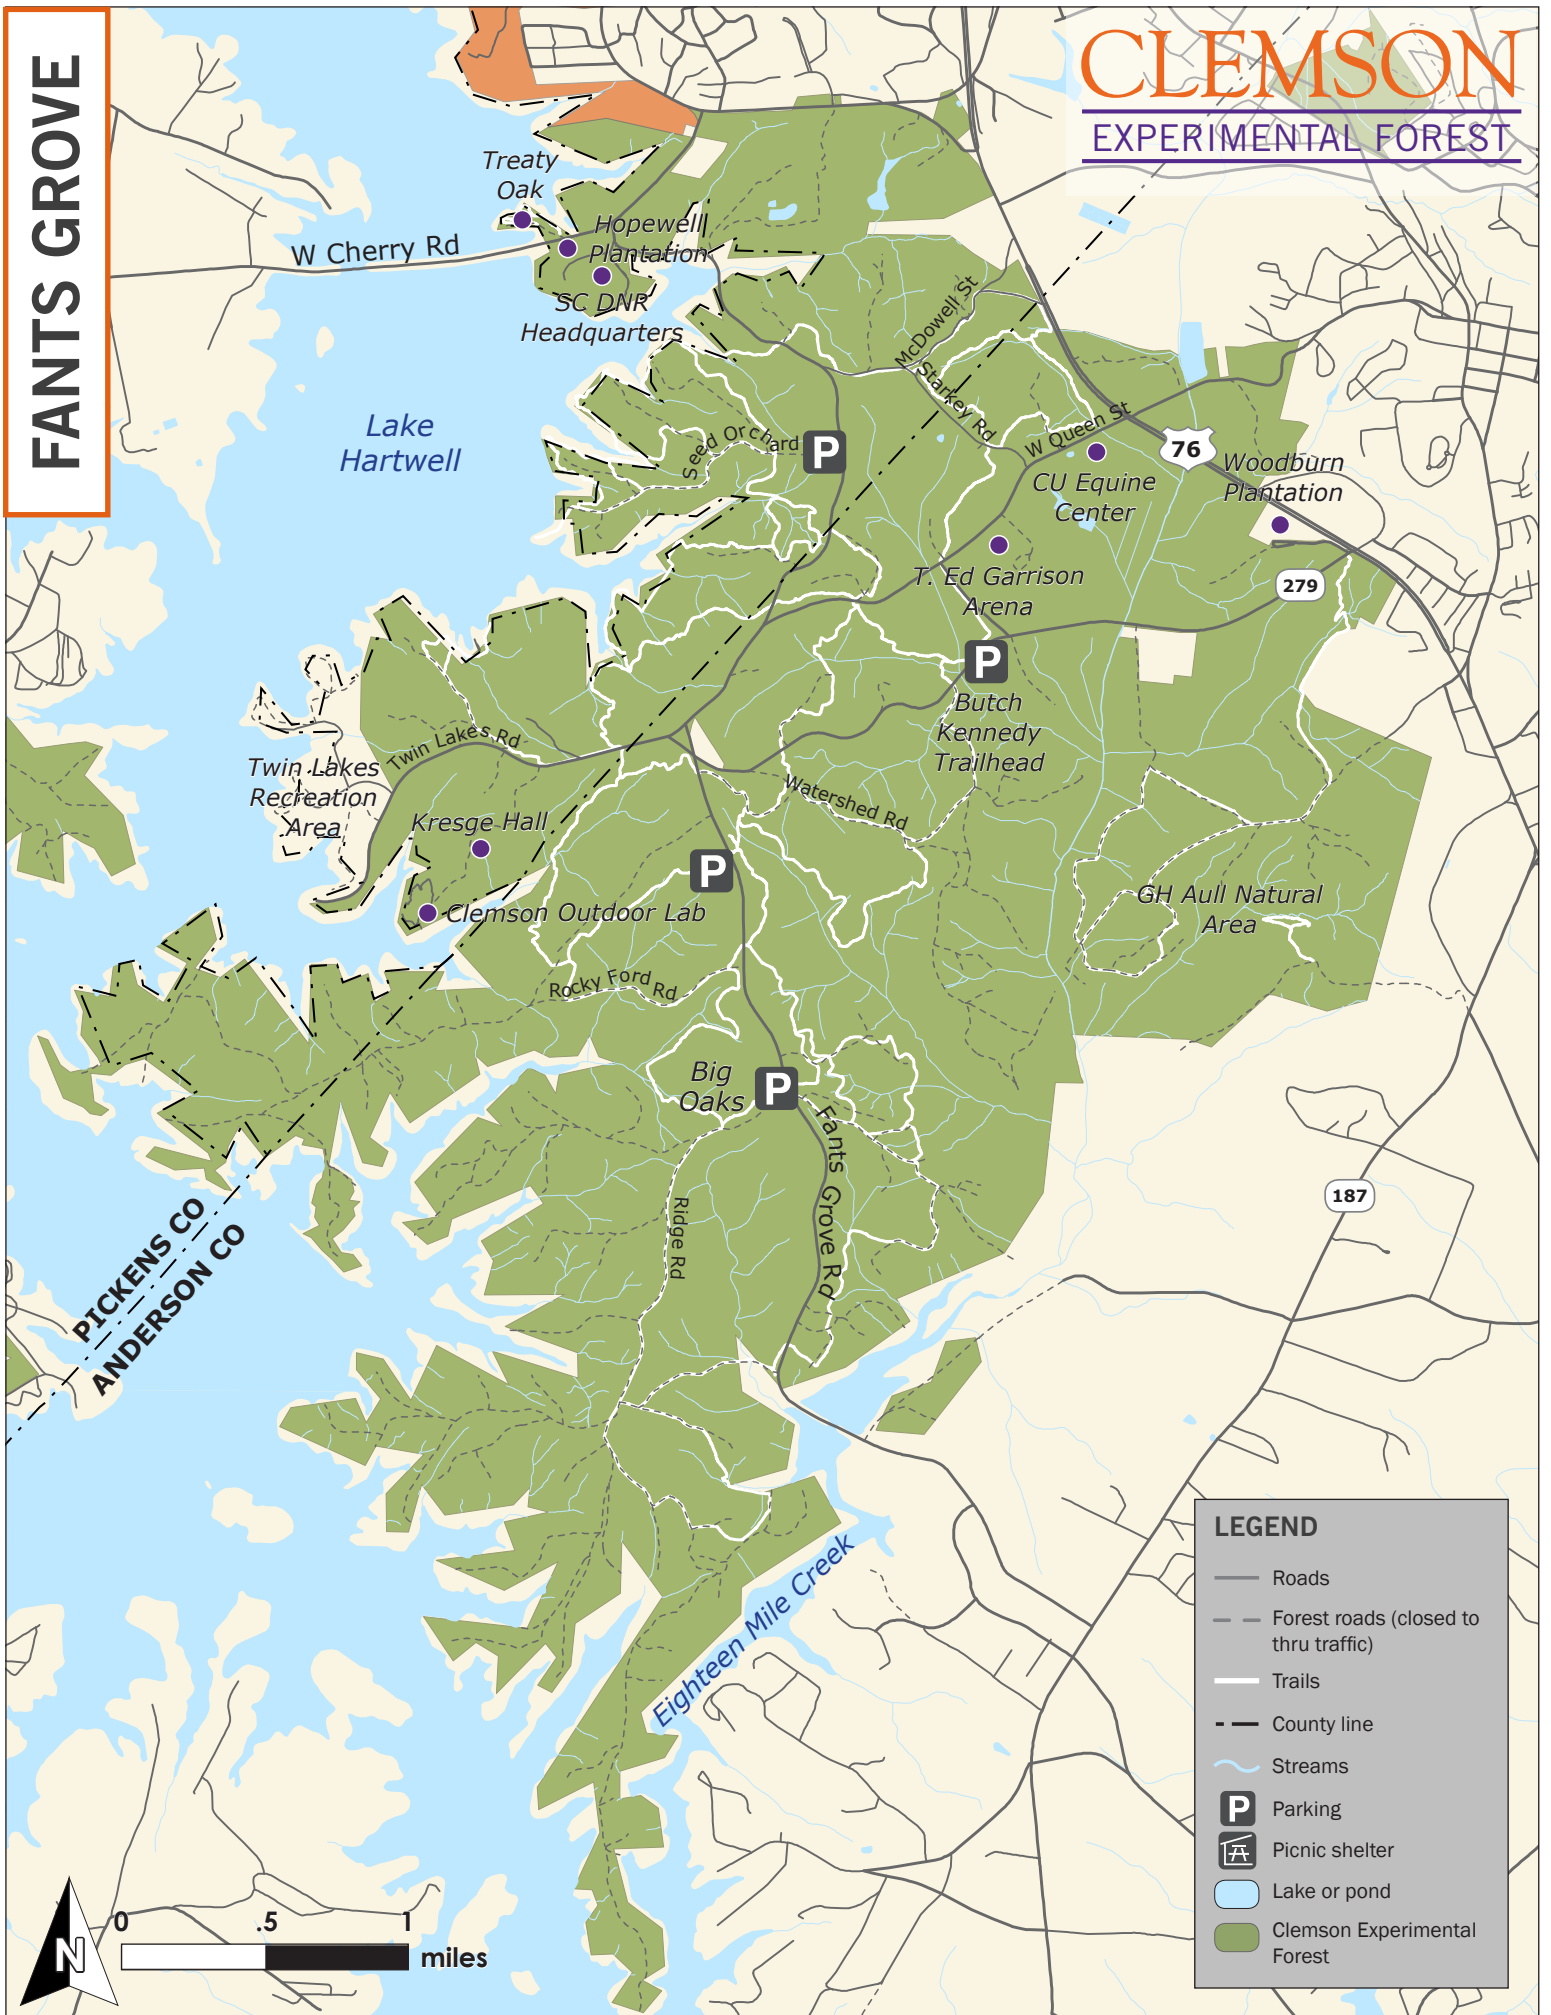 FANTS GROVE
CLEMSON
EXPERIMENTAL FOREST
Treaty
Oak
W Cherry Rd
Hopewell
Plantation
SC DNR
Headquarters
McDowell St
Starkey Rd
Lake
Hartwell
Seed Orchard
P
W Queen St
76
CU Equine
Center
Woodburn
Plantation
T. Ed Garrison
Arena
279
P
Butch
Kennedy
Trailhead
Twin Lakes Rd
Twin Lakes
Recreation
Area
Watershed Rd
Kresge Hall
P
Clemson Outdoor Lab
GH Aull Natural
Area
Rocky Ford Rd
Big
Oaks
P
Fants Grove Rd
Ridge Rd
187
PICKENS CO
ANDERSON CO
Eighteen Mile Creek
LEGEND
Roads
Forest roads (closed to
thru traffic)
Trails
County line
Streams
P
Parking
Picnic shelter
Lake or pond
Clemson Experimental
Forest
N
0 .5 1
miles